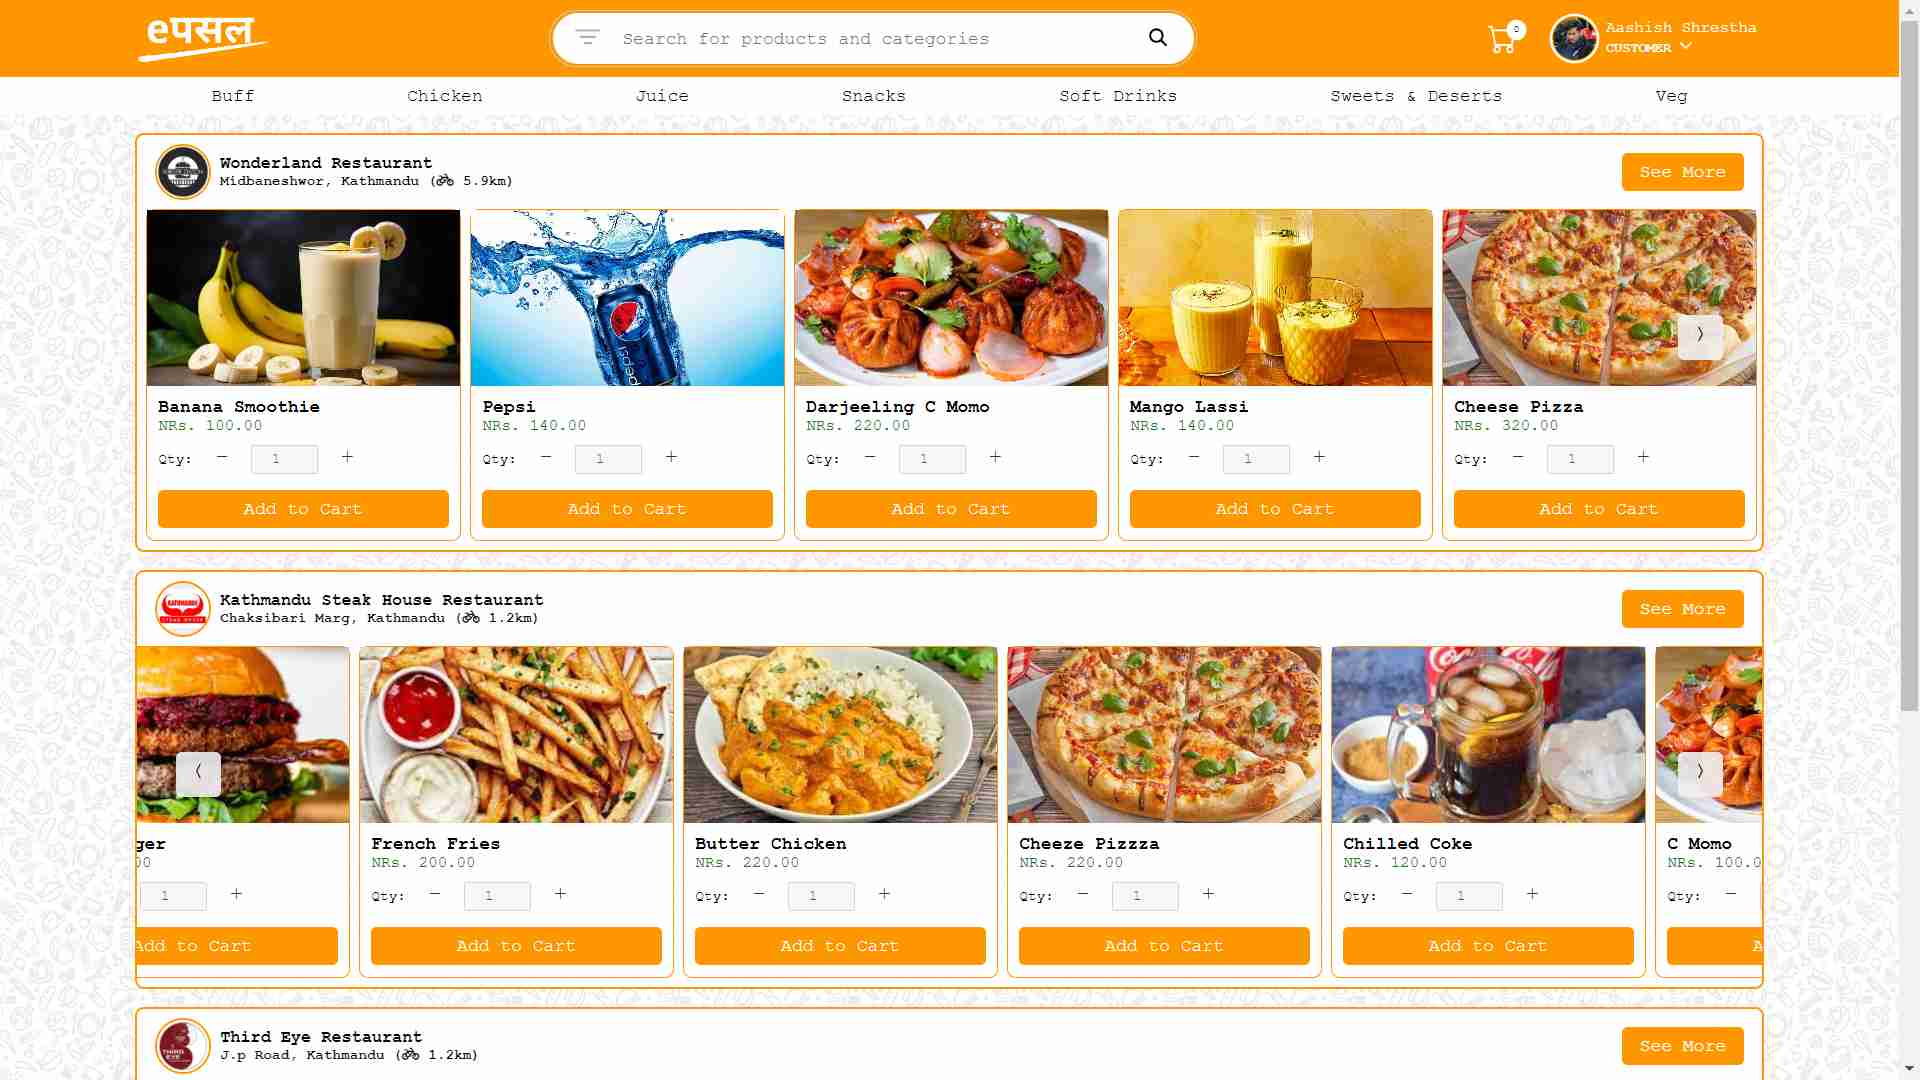 eपसल
Search for products and categories
0
Aashish Shrestha
CUSTOMER
Buff Chicken Juice Snacks Soft Drinks Sweets & Deserts Veg
Wonderland Restaurant
Midbaneshwor, Kathmandu (5.9km)
See More
pepsi
Banana Smoothie
NRs. 100.00
Qty: − 1 +
Add to Cart
Pepsi
NRs. 140.00
Qty: − 1 +
Add to Cart
Darjeeling C Momo
NRs. 220.00
Qty: − 1 +
Add to Cart
Mango Lassi
NRs. 140.00
Qty: − 1 +
Add to Cart
Cheese Pizza
NRs. 320.00
Qty: − 1 +
Add to Cart
KATHMANDU
STEAK HOUSE
Kathmandu Steak House Restaurant
Chaksibari Marg, Kathmandu (1.2km)
See More
ger
00
1 +
Add to Cart
French Fries
NRs. 200.00
Qty: − 1 +
Add to Cart
Butter Chicken
NRs. 220.00
Qty: − 1 +
Add to Cart
Cheeze Pizzza
NRs. 220.00
Qty: − 1 +
Add to Cart
Chilled Coke
NRs. 120.00
Qty: − 1 +
Add to Cart
C Momo
NRs. 100.0
Qty: −
A
THIRD
EYE
Third Eye Restaurant
J.p Road, Kathmandu (1.2km)
See More